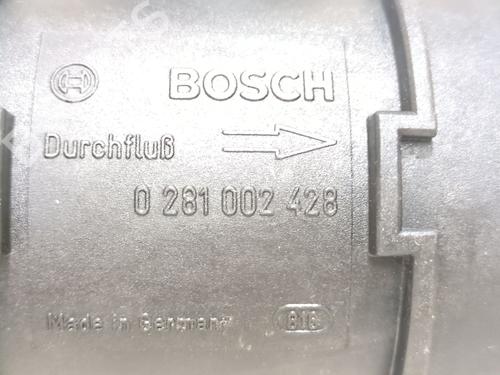 BOSCH
Durchfluß
0 281 002 428
Made in Germany